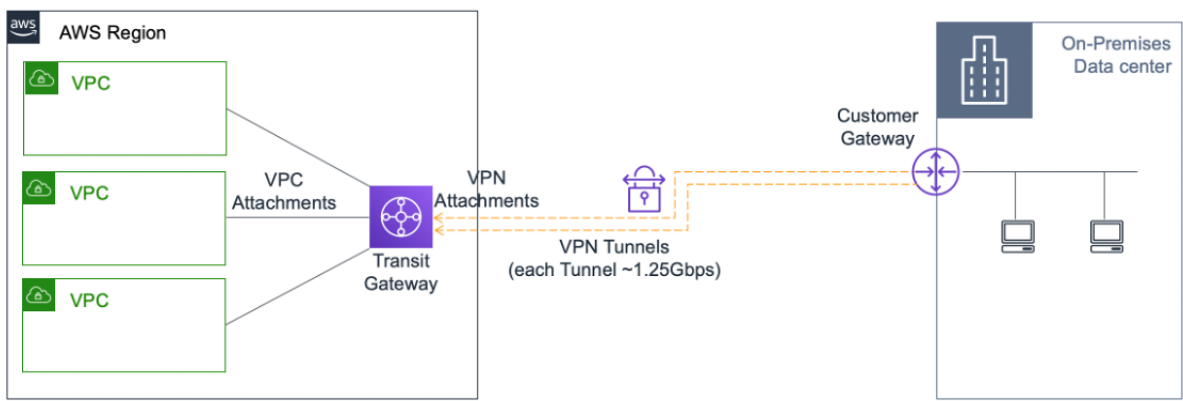 aws
AWS Region
VPC
VPC
VPC
VPC
Attachments
Transit
Gateway
VPN
Attachments
VPN Tunnels
(each Tunnel ~1.25Gbps)
Customer
Gateway
On-Premises
Data center